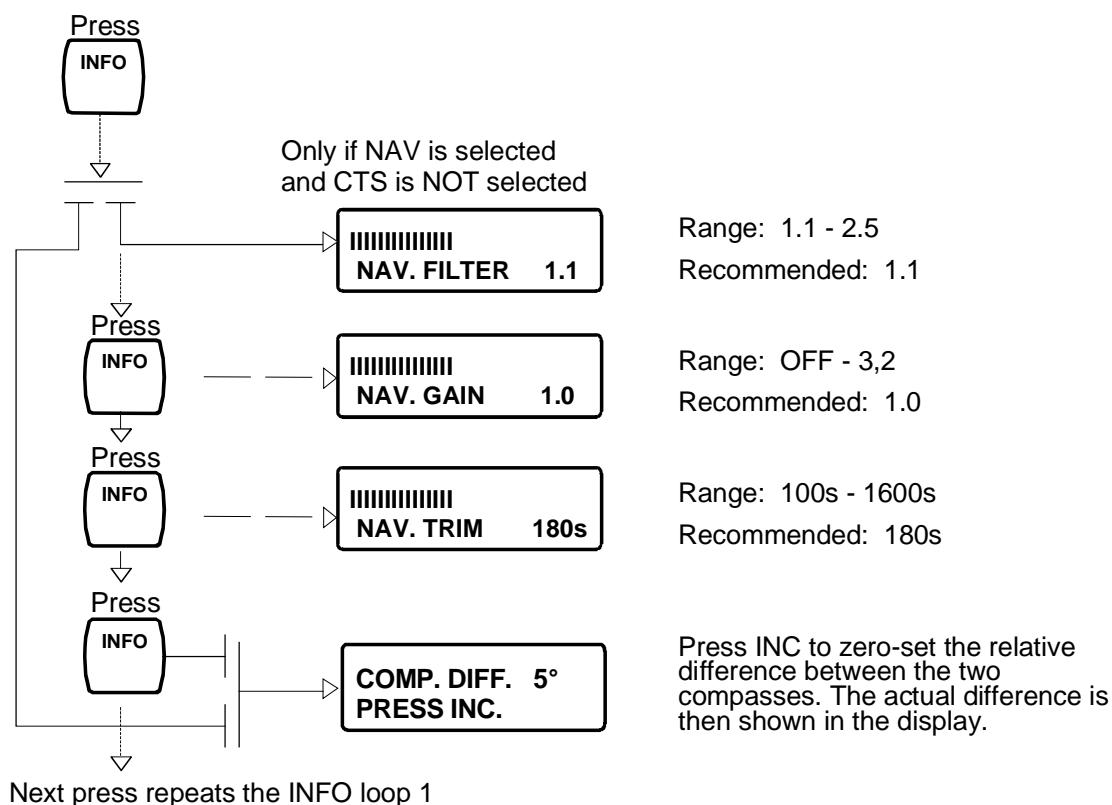 Press
INFO
Only if NAV is selected
and CTS is NOT selected
NAV. FILTER 1.1
Range: 1.1 - 2.5
Recommended: 1.1
Press
INFO
NAV. GAIN 1.0
Range: OFF - 3,2
Recommended: 1.0
Press
INFO
NAV. TRIM 180s
Range: 100s - 1600s
Recommended: 180s
Press
INFO
COMP. DIFF. 5°
PRESS INC.
Press INC to zero-set the relative
difference between the two
compasses. The actual difference is
then shown in the display.
Next press repeats the INFO loop 1